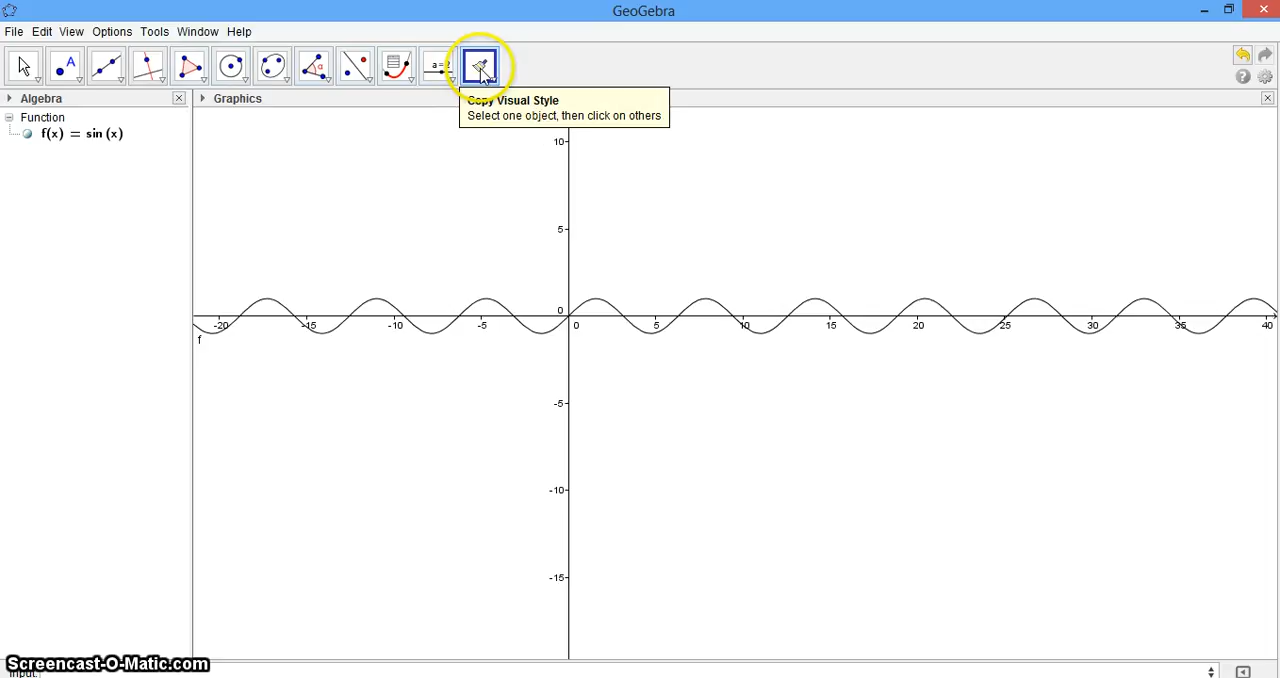 GeoGebra
File Edit View Options Tools Window Help
A
α
a=2
Algebra
Graphics
Copy Visual Style
Select one object, then click on others
Function
f(x) = sin (x)
10
5
0
-20 -15 -10 -5 0 5 10 15 20 25 30 35 40
f
-5
-10
-15
Screencast-O-Matic.com
Input: